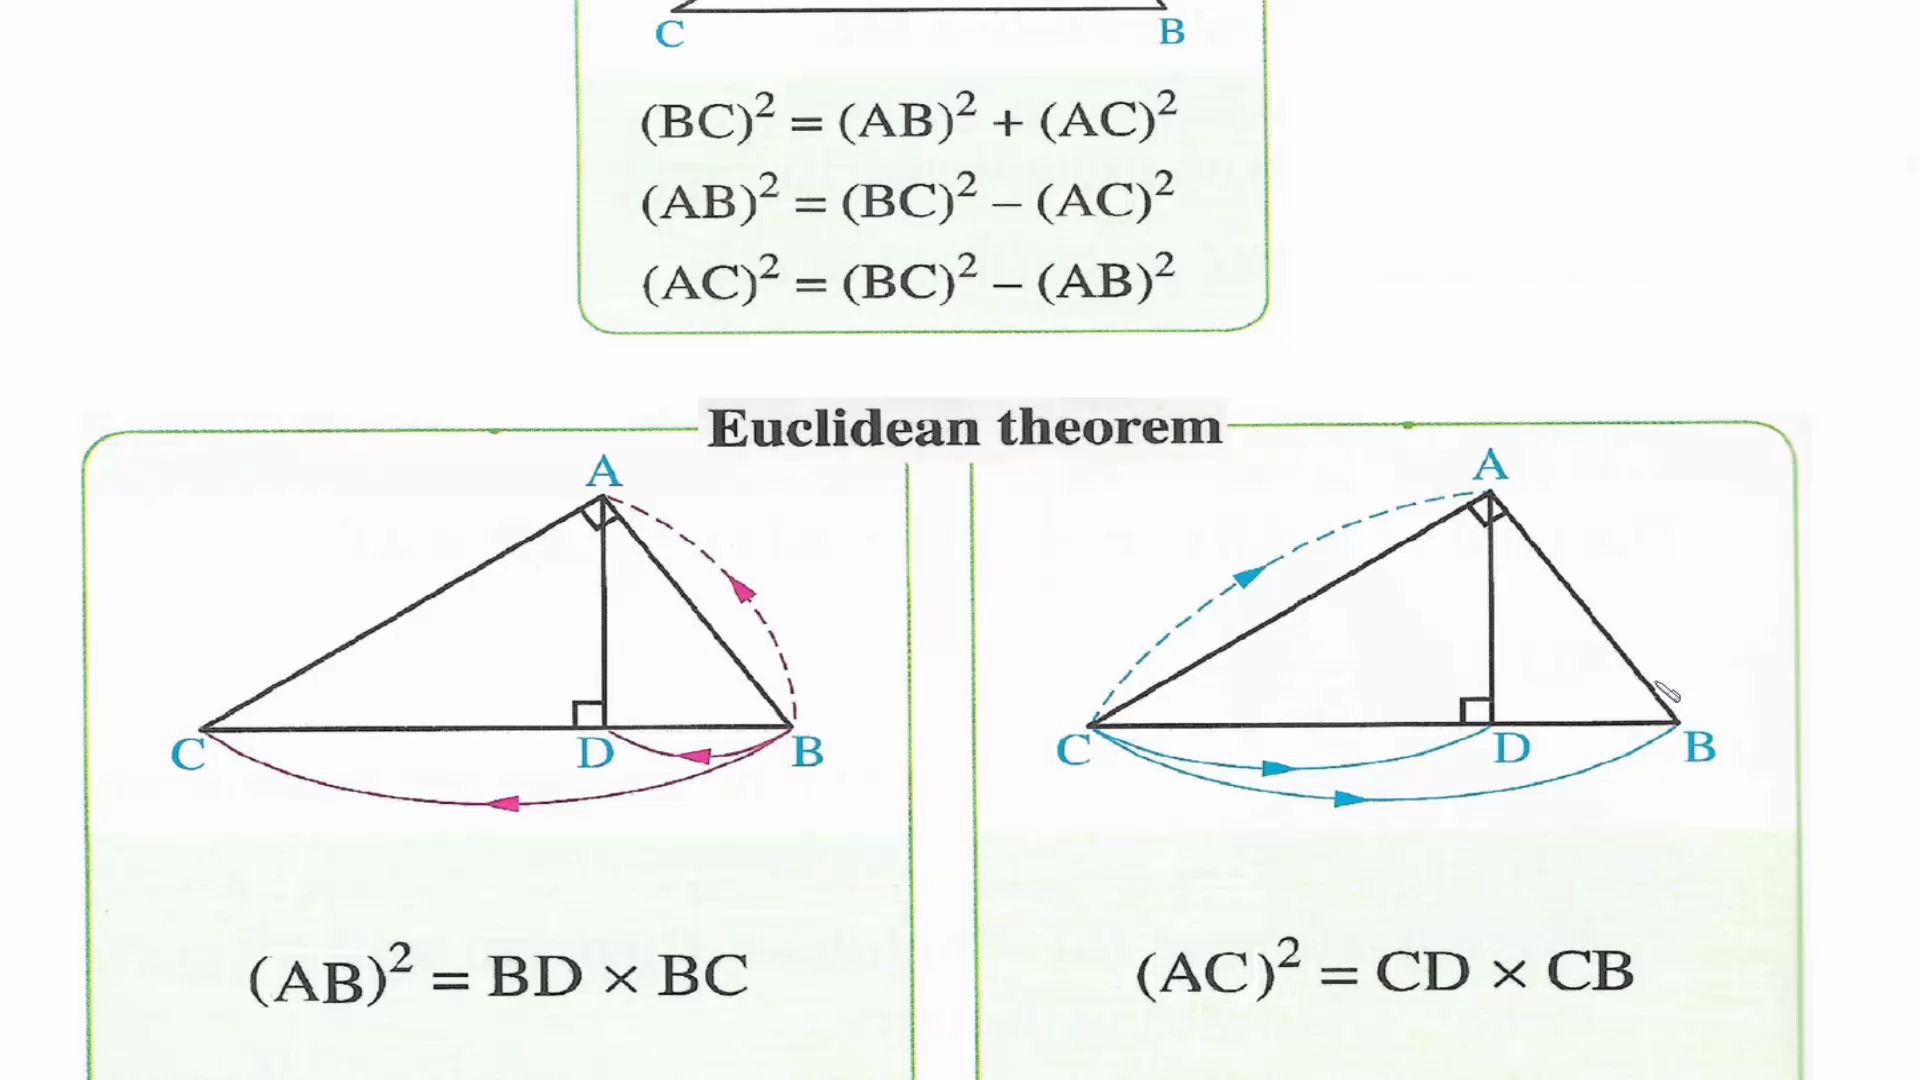 C B
(BC)² = (AB)² + (AC)²
(AB)² = (BC)² – (AC)²
(AC)² = (BC)² – (AB)²
Euclidean theorem
A
C D B
(AB)² = BD × BC
A
C D B
(AC)² = CD × CB